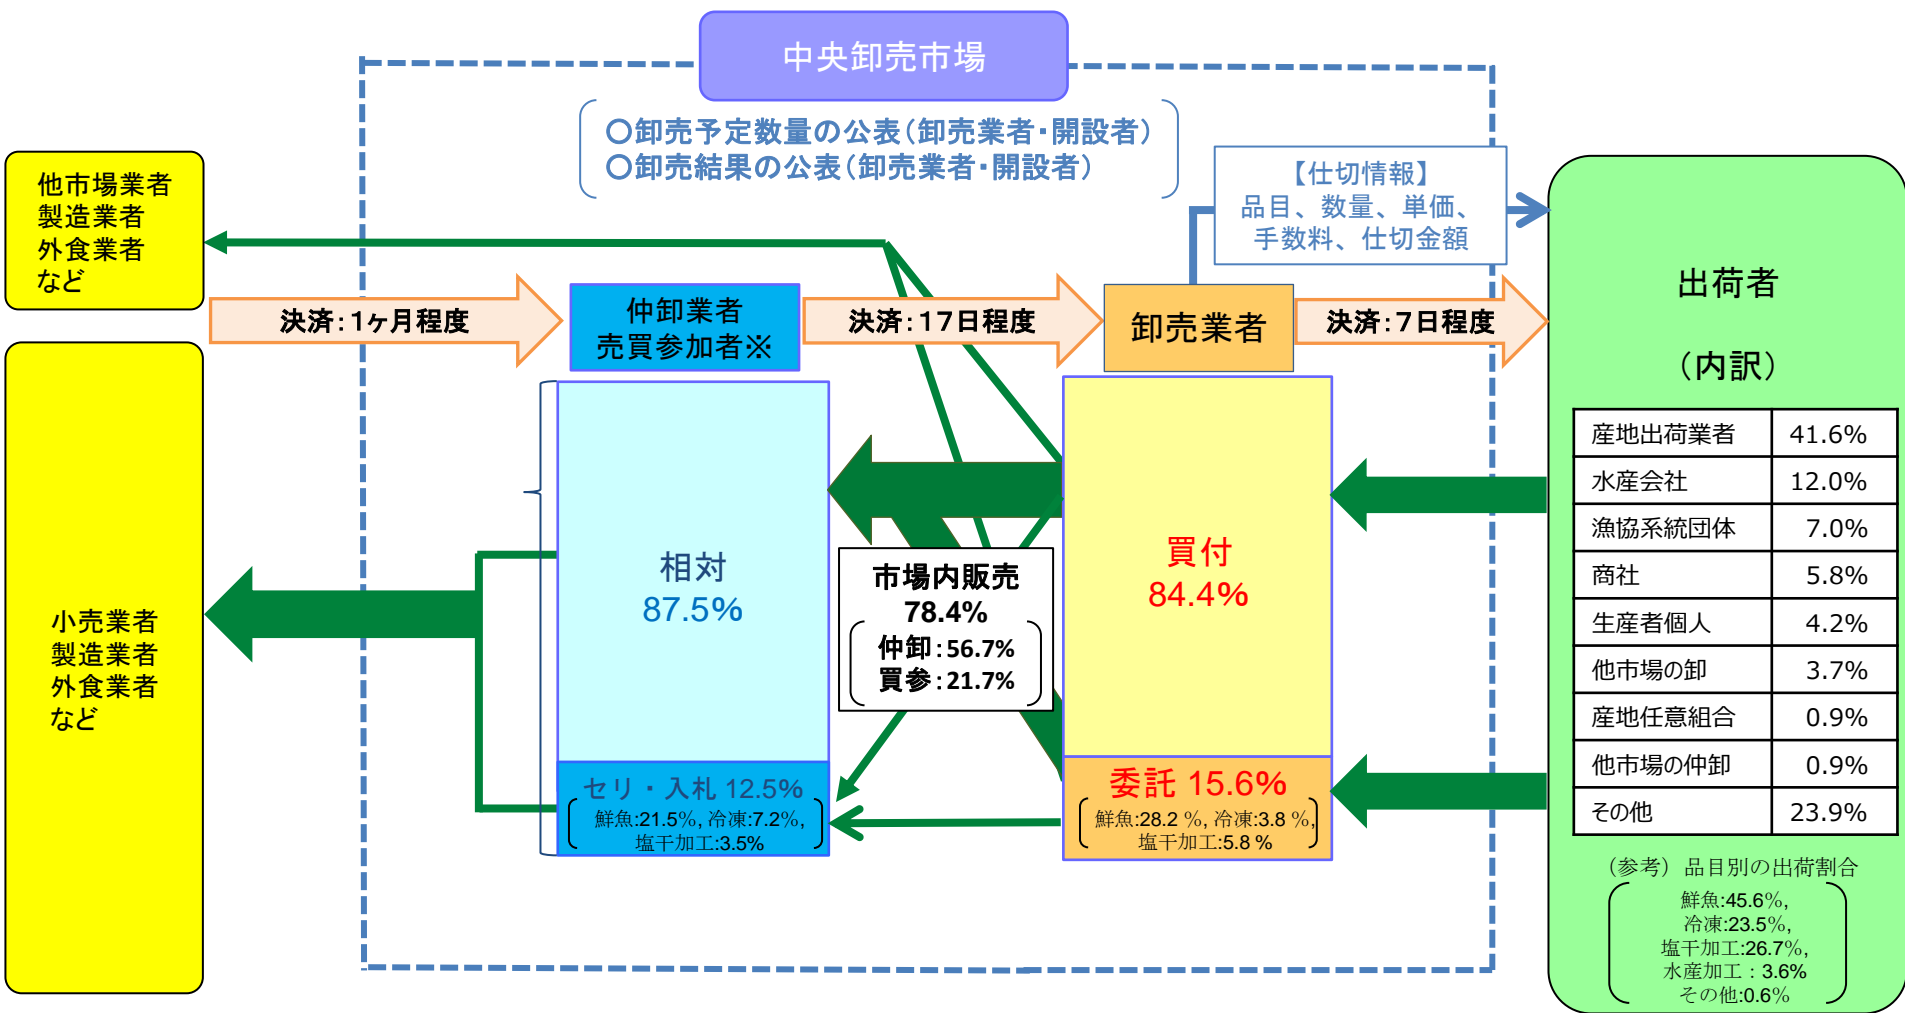 中央卸売市場
○卸売予定数量の公表(卸売業者・開設者)
○卸売結果の公表(卸売業者・開設者)
【仕切情報】
品目、数量、単価、
手数料、仕切金額
他市場業者
製造業者
外食業者
など
決済：1ヶ月程度
仲卸業者
売買参加者※
決済：17日程度
卸売業者
決済：7日程度
出荷者
（内訳）
産地出荷業者 41.6%
水産会社 12.0%
漁協系統団体 7.0%
商社 5.8%
生産者個人 4.2%
他市場の卸 3.7%
産地任意組合 0.9%
他市場の仲卸 0.9%
その他 23.9%
（参考）品目別の出荷割合
鮮魚:45.6%,
冷凍:23.5%,
塩干加工:26.7%,
水産加工：3.6%
その他:0.6%
小売業者
製造業者
外食業者
など
相対
87.5%
セリ・入札 12.5%
鮮魚:21.5%, 冷凍:7.2%,
塩干加工:3.5%
市場内販売
78.4%
仲卸：56.7%
買参：21.7%
買付
84.4%
委託 15.6%
鮮魚:28.2 %, 冷凍:3.8 %,
塩干加工:5.8 %